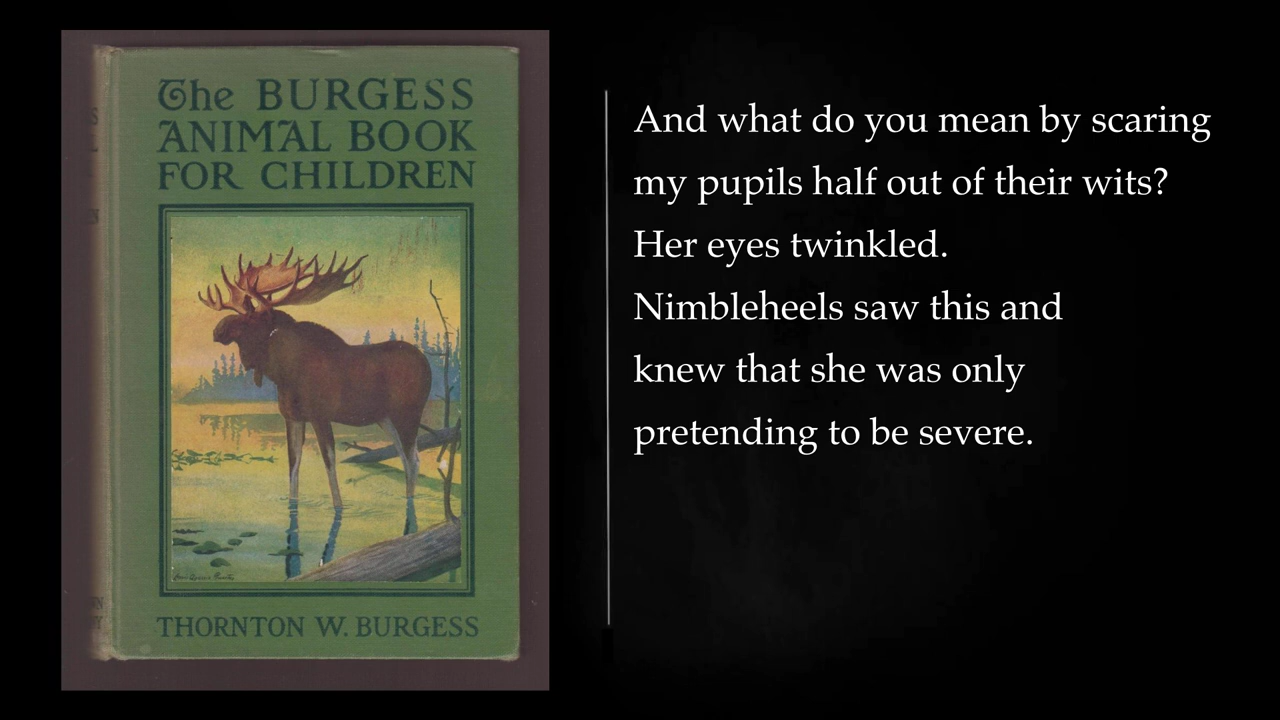 The BURGESS
ANIMAL BOOK
FOR CHILDREN
THORNTON W. BURGESS
And what do you mean by scaring
my pupils half out of their wits?
Her eyes twinkled.
Nimbleheels saw this and
knew that she was only
pretending to be severe.